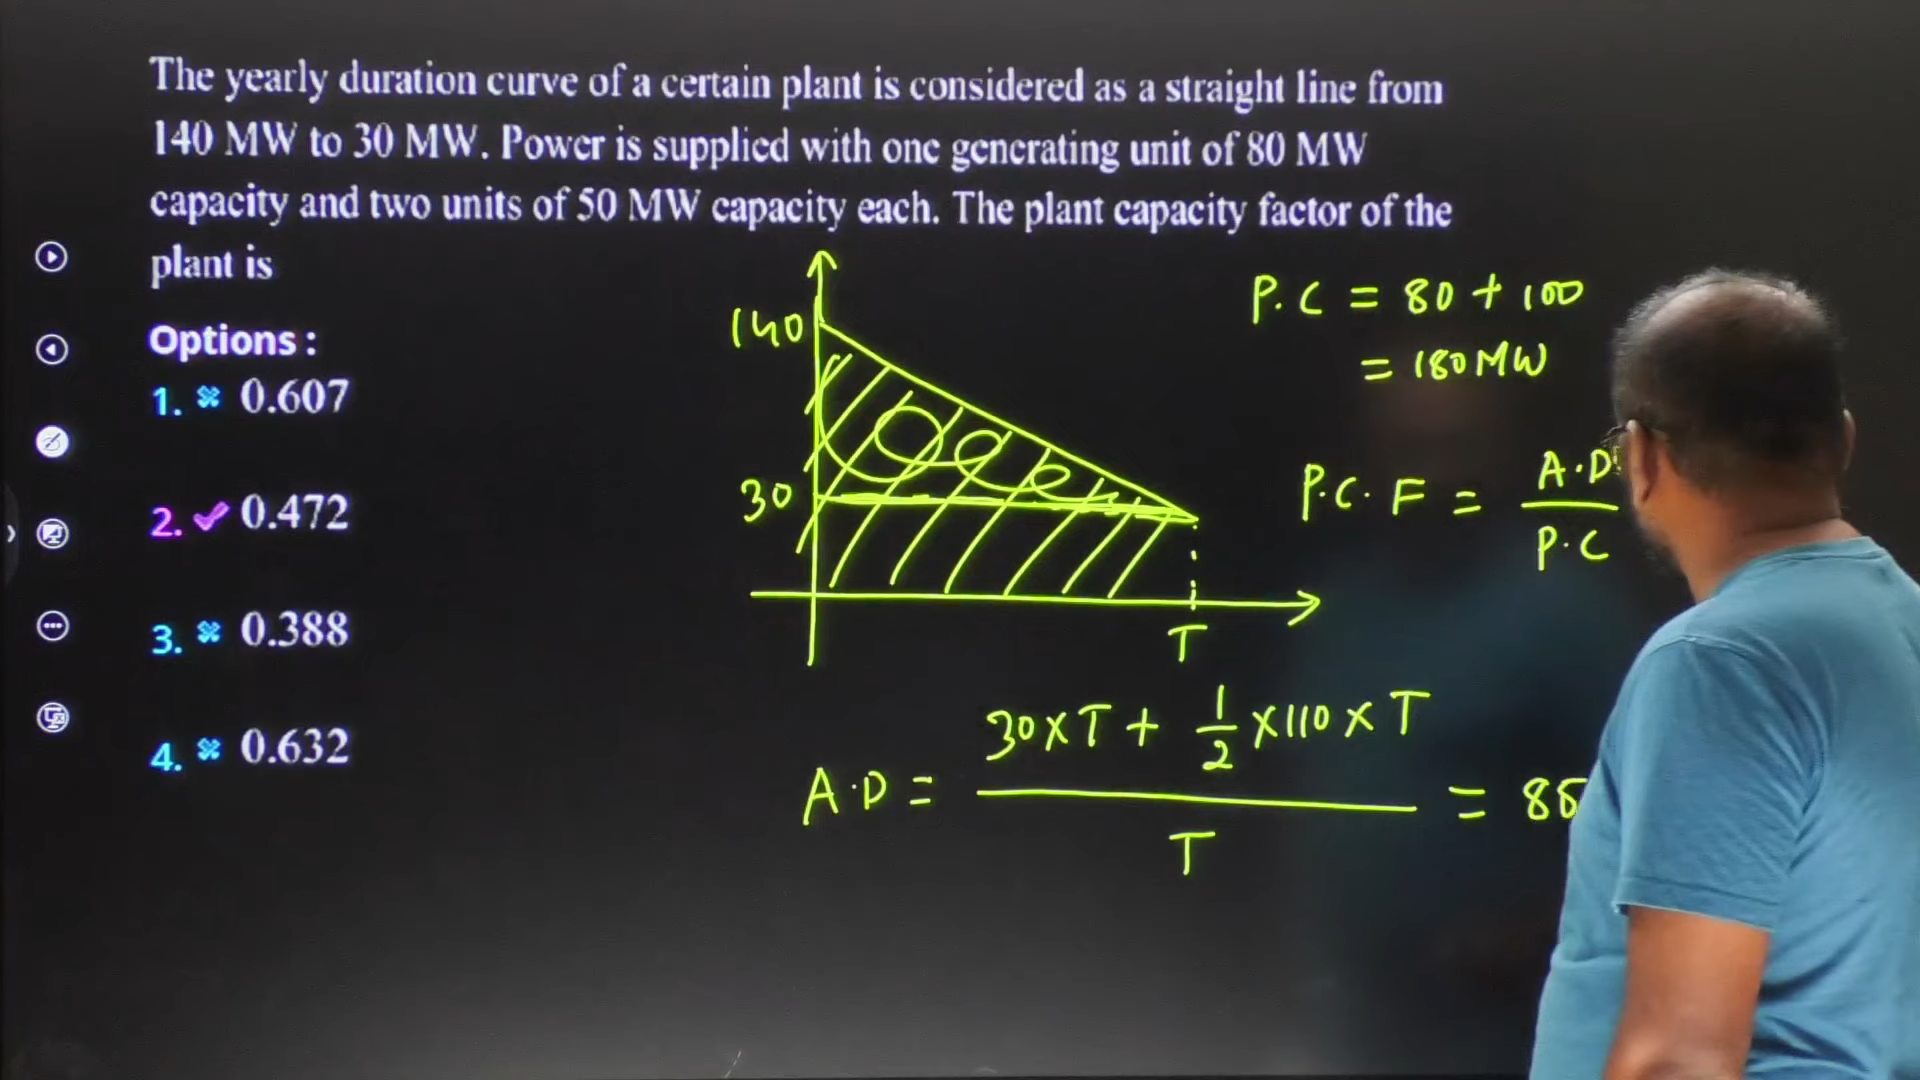 The yearly duration curve of a certain plant is considered as a straight line from
140 MW to 30 MW. Power is supplied with one generating unit of 80 MW
capacity and two units of 50 MW capacity each. The plant capacity factor of the
plant is
Options :
1. 0.607
2. 0.472
3. 0.388
4. 0.632
140
30
T
P.C = 80 + 100
= 180MW
P.C.F = A.D / P.C
A.D = 30×T + 1/2 ×110 × T / T = 85